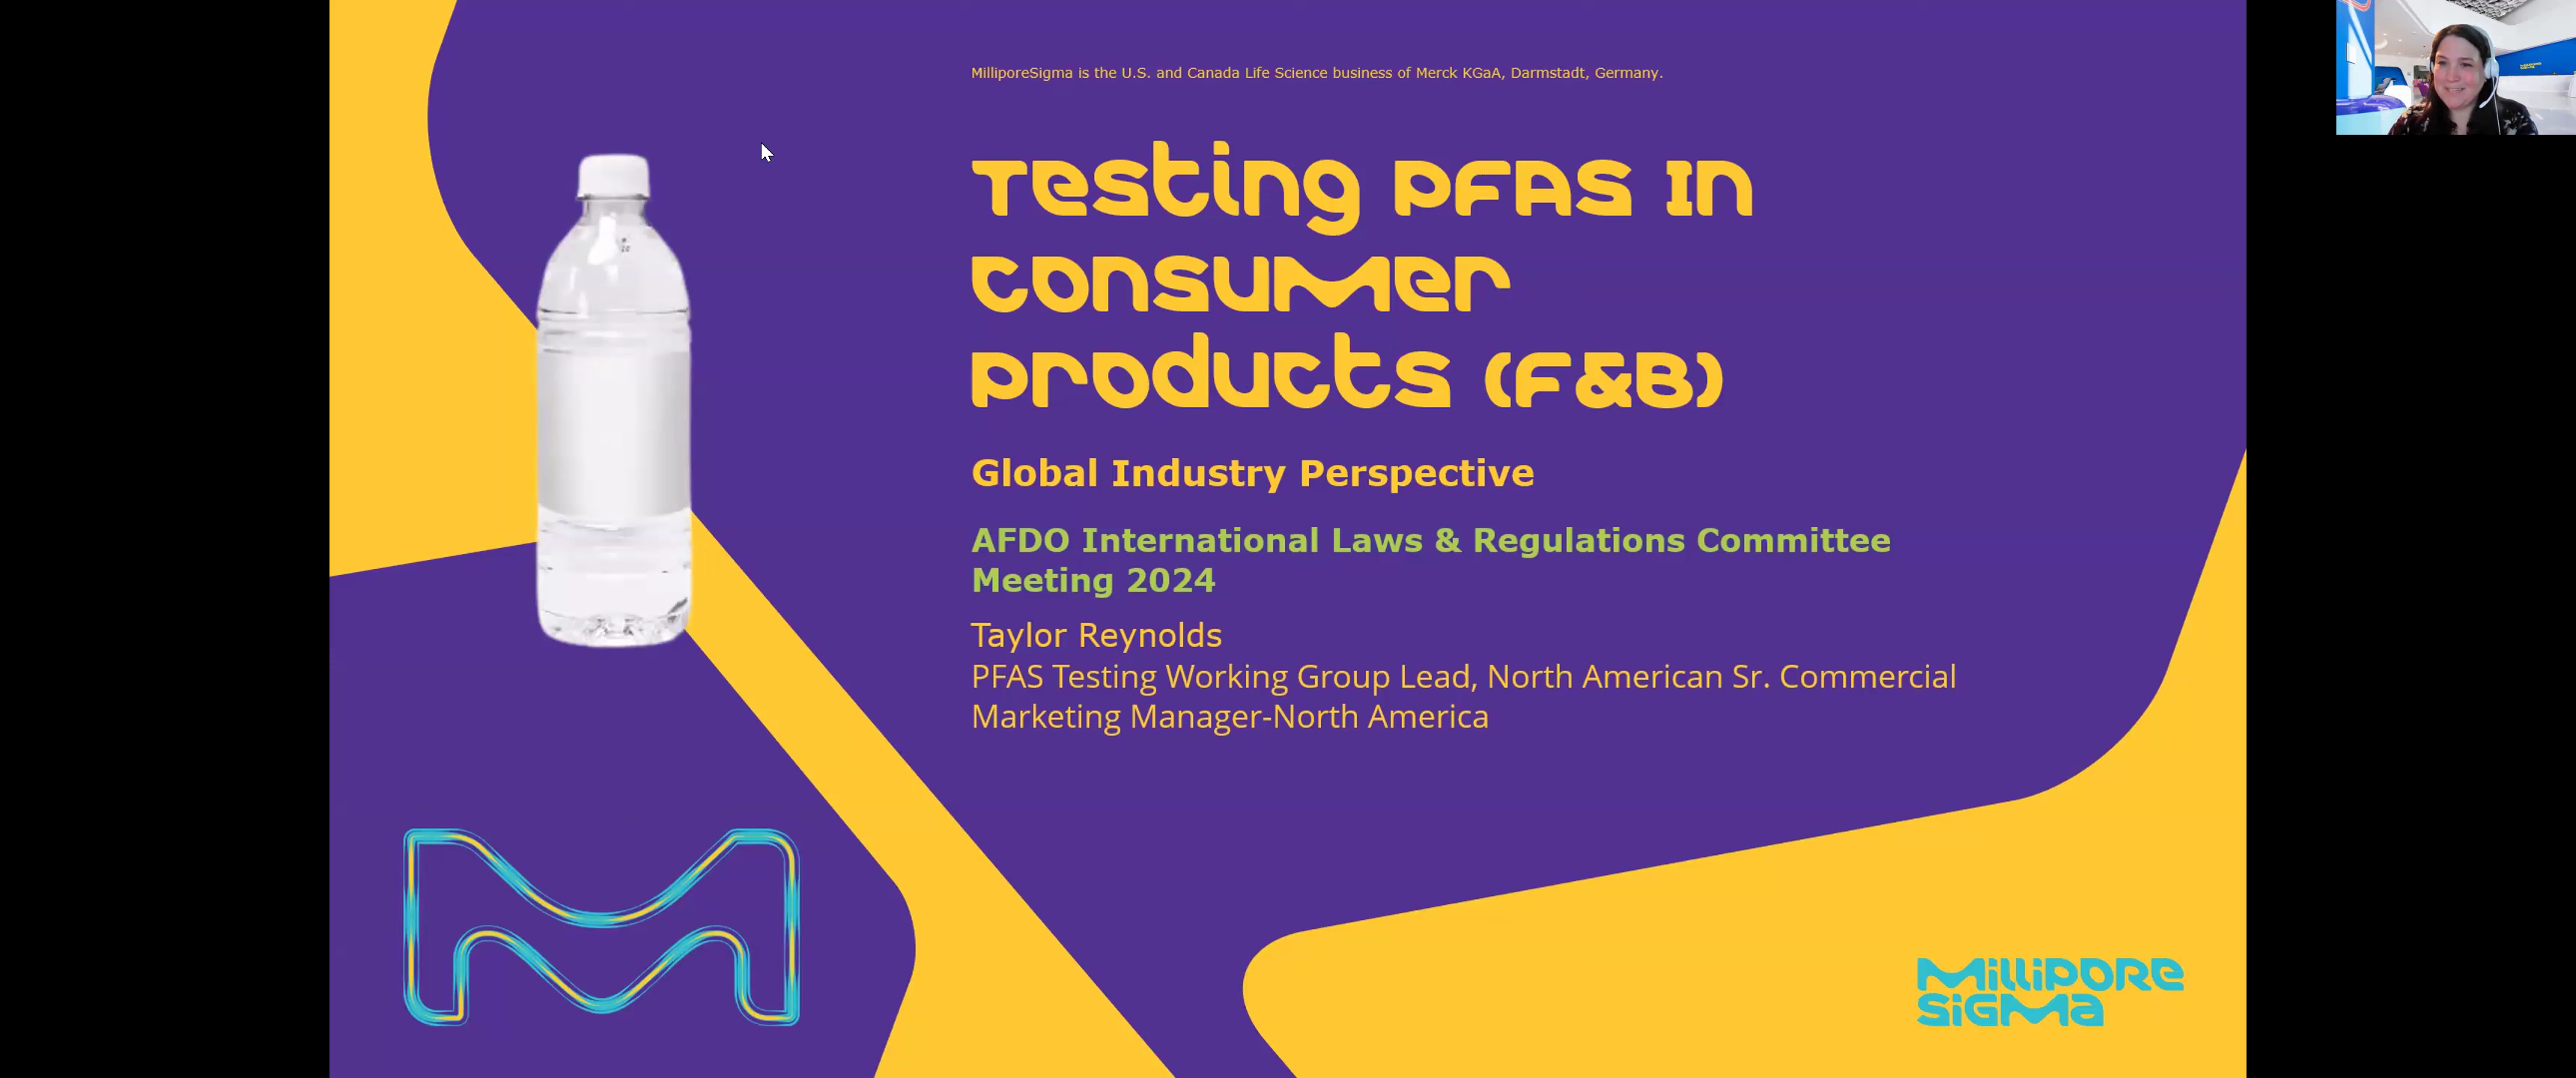 MilliporeSigma is the U.S. and Canada Life Science business of Merck KGaA, Darmstadt, Germany.
Testing PFAS In
Consumer
Products (F&B)
Global Industry Perspective
AFDO International Laws & Regulations Committee
Meeting 2024
Taylor Reynolds
PFAS Testing Working Group Lead, North American Sr. Commercial
Marketing Manager-North America
Millipore
Sigma